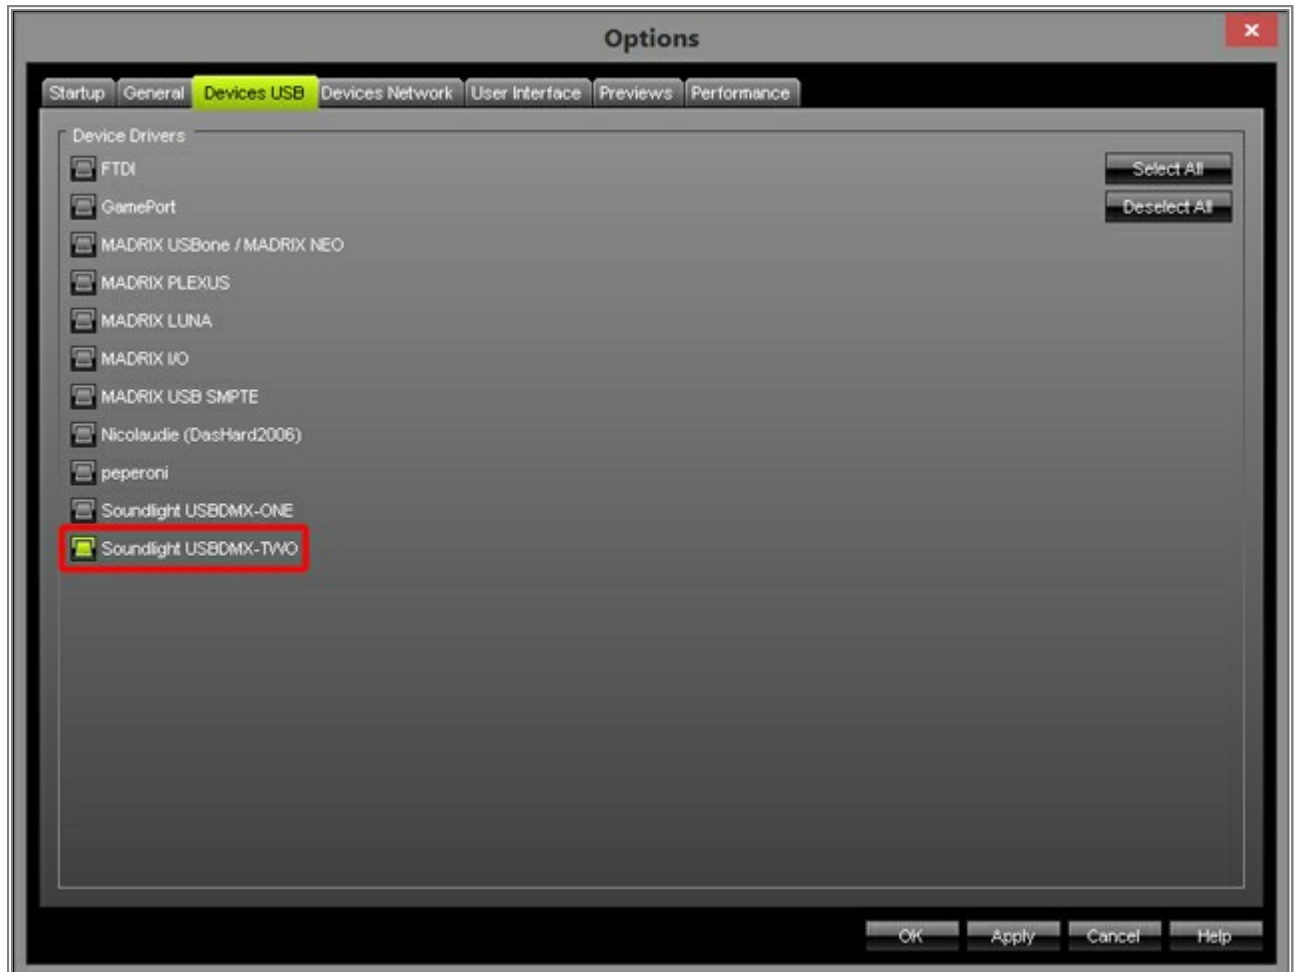 Options
Startup General Devices USB Devices Network User Interface Previews Performance
Device Drivers
FTDI
Select All
GamePort
Deselect All
MADRIX USBone / MADRIX NEO
MADRIX PLEXUS
MADRIX LUNA
MADRIX I/O
MADRIX USB SMPTE
Nicolaudie (DasHard2006)
peperoni
Soundlight USBDMX-ONE
Soundlight USBDMX-TWO
OK Apply Cancel Help